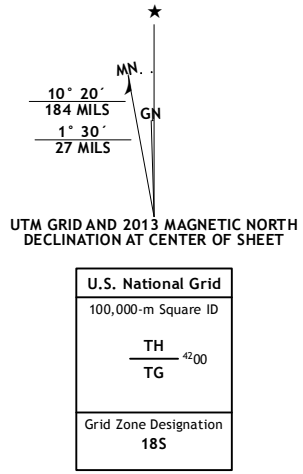 MN
10° 20´
184 MILS
GN
1° 30´
27 MILS
UTM GRID AND 2013 MAGNETIC NORTH
DECLINATION AT CENTER OF SHEET
U.S. National Grid
100,000-m Square ID
TH
4200
TG
Grid Zone Designation
18S